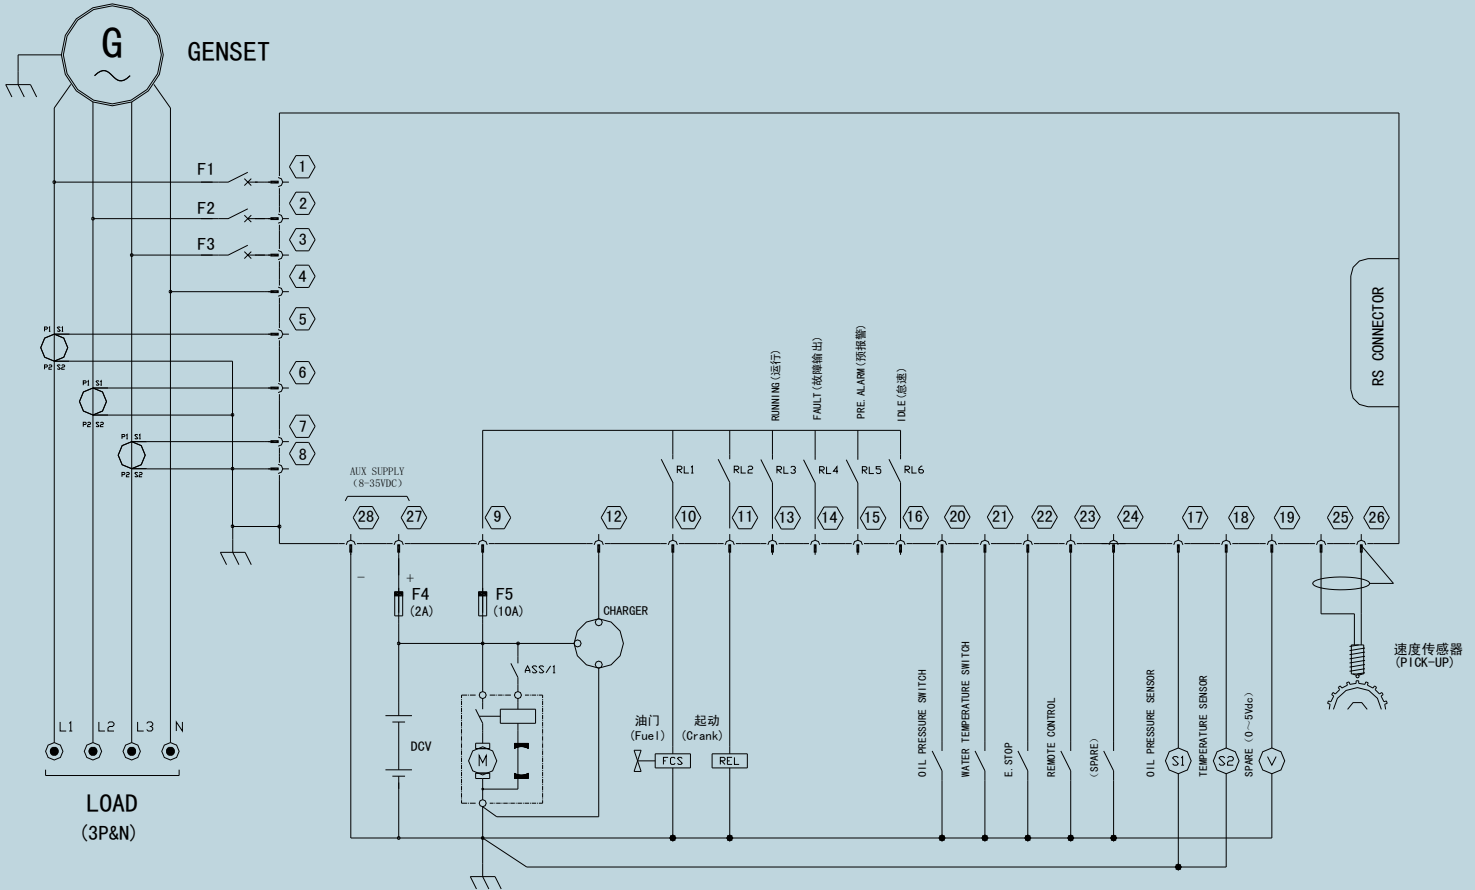 G
GENSET
F1
1
F2
2
F3
3
4
5
P1 S1
P2 S2
6
P1 S1
P2 S2
7
P1 S1
8
P2 S2
RS CONNECTOR
RUNNING(运行)
FAULT(故障输出)
PRE.ALARM(预报警)
IDLE(怠速)
RL1
RL2
RL3
RL4
RL5
RL6
AUX SUPPLY
(8-35VDC)
28
27
9
12
10
11
13
14
15
16
20
21
22
23
24
17
18
19
25
26
-
+
F4
(2A)
F5
(10A)
CHARGER
ASS/1
DCV
M
油门
(Fuel)
FCS
起动
(Crank)
REL
OIL PRESSURE SWITCH
WATER TEMPERATURE SWITCH
E.STOP
REMOTE CONTROL
(SPARE)
OIL PRESSURE SENSOR
S1
TEMPERATURE SENSOR
S2
SPARE (0~5Vdc)
V
速度传感器
(PICK-UP)
L1
L2
L3
N
LOAD
(3P&N)